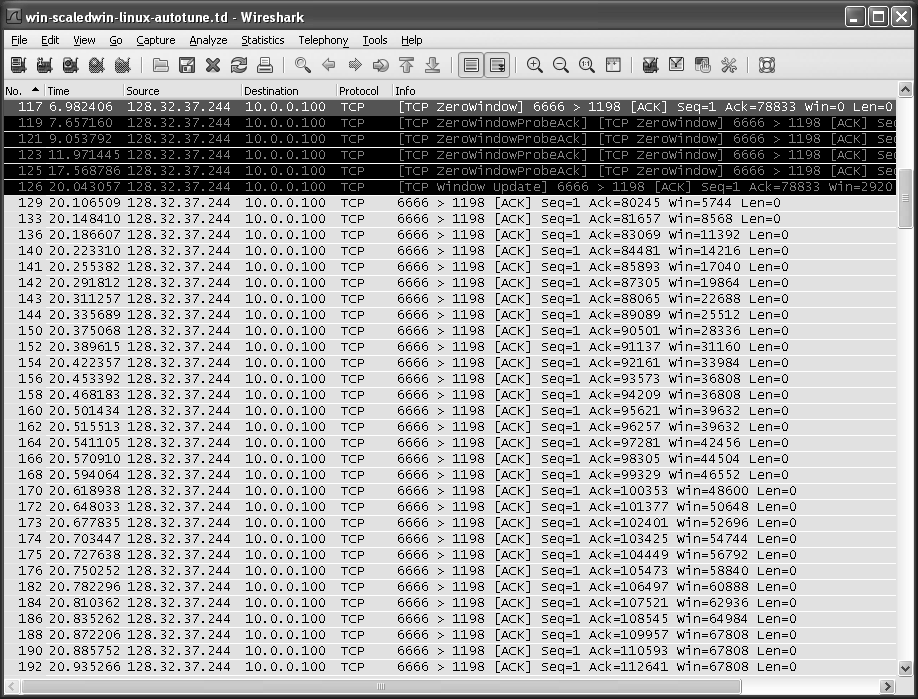 win-scaledwin-linux-autotune.td - Wireshark
File Edit View Go Capture Analyze Statistics Telephony Tools Help
No. Time Source Destination Protocol Info
117 6.982406 128.32.37.244 10.0.0.100 TCP [TCP ZeroWindow] 6666 > 1198 [ACK] Seq=1 Ack=78833 Win=0 Len=0
119 7.657160 128.32.37.244 10.0.0.100 TCP [TCP ZeroWindowProbeAck] [TCP ZeroWindow] 6666 > 1198 [ACK] Sec
121 9.053792 128.32.37.244 10.0.0.100 TCP [TCP ZeroWindowProbeAck] [TCP ZeroWindow] 6666 > 1198 [ACK] Sec
123 11.971445 128.32.37.244 10.0.0.100 TCP [TCP ZeroWindowProbeAck] [TCP ZeroWindow] 6666 > 1198 [ACK] Sec
125 17.568786 128.32.37.244 10.0.0.100 TCP [TCP ZeroWindowProbeAck] [TCP ZeroWindow] 6666 > 1198 [ACK] Sec
126 20.043057 128.32.37.244 10.0.0.100 TCP [TCP Window Update] 6666 > 1198 [ACK] Seq=1 Ack=78833 Win=2920
129 20.106509 128.32.37.244 10.0.0.100 TCP 6666 > 1198 [ACK] Seq=1 Ack=80245 Win=5744 Len=0
133 20.148410 128.32.37.244 10.0.0.100 TCP 6666 > 1198 [ACK] Seq=1 Ack=81657 Win=8568 Len=0
136 20.186607 128.32.37.244 10.0.0.100 TCP 6666 > 1198 [ACK] Seq=1 Ack=83069 Win=11392 Len=0
140 20.223310 128.32.37.244 10.0.0.100 TCP 6666 > 1198 [ACK] Seq=1 Ack=84481 Win=14216 Len=0
141 20.255382 128.32.37.244 10.0.0.100 TCP 6666 > 1198 [ACK] Seq=1 Ack=85893 Win=17040 Len=0
142 20.291812 128.32.37.244 10.0.0.100 TCP 6666 > 1198 [ACK] Seq=1 Ack=87305 Win=19864 Len=0
143 20.311257 128.32.37.244 10.0.0.100 TCP 6666 > 1198 [ACK] Seq=1 Ack=88065 Win=22688 Len=0
144 20.335689 128.32.37.244 10.0.0.100 TCP 6666 > 1198 [ACK] Seq=1 Ack=89089 Win=25512 Len=0
150 20.375068 128.32.37.244 10.0.0.100 TCP 6666 > 1198 [ACK] Seq=1 Ack=90501 Win=28336 Len=0
152 20.389615 128.32.37.244 10.0.0.100 TCP 6666 > 1198 [ACK] Seq=1 Ack=91137 Win=31160 Len=0
154 20.422357 128.32.37.244 10.0.0.100 TCP 6666 > 1198 [ACK] Seq=1 Ack=92161 Win=33984 Len=0
156 20.453392 128.32.37.244 10.0.0.100 TCP 6666 > 1198 [ACK] Seq=1 Ack=93573 Win=36808 Len=0
158 20.468183 128.32.37.244 10.0.0.100 TCP 6666 > 1198 [ACK] Seq=1 Ack=94209 Win=36808 Len=0
160 20.501434 128.32.37.244 10.0.0.100 TCP 6666 > 1198 [ACK] Seq=1 Ack=95621 Win=39632 Len=0
162 20.515513 128.32.37.244 10.0.0.100 TCP 6666 > 1198 [ACK] Seq=1 Ack=96257 Win=39632 Len=0
164 20.541105 128.32.37.244 10.0.0.100 TCP 6666 > 1198 [ACK] Seq=1 Ack=97281 Win=42456 Len=0
166 20.570910 128.32.37.244 10.0.0.100 TCP 6666 > 1198 [ACK] Seq=1 Ack=98305 Win=44504 Len=0
168 20.594064 128.32.37.244 10.0.0.100 TCP 6666 > 1198 [ACK] Seq=1 Ack=99329 Win=46552 Len=0
170 20.618938 128.32.37.244 10.0.0.100 TCP 6666 > 1198 [ACK] Seq=1 Ack=100353 Win=48600 Len=0
172 20.648033 128.32.37.244 10.0.0.100 TCP 6666 > 1198 [ACK] Seq=1 Ack=101377 Win=50648 Len=0
173 20.677835 128.32.37.244 10.0.0.100 TCP 6666 > 1198 [ACK] Seq=1 Ack=102401 Win=52696 Len=0
174 20.703447 128.32.37.244 10.0.0.100 TCP 6666 > 1198 [ACK] Seq=1 Ack=103425 Win=54744 Len=0
175 20.727638 128.32.37.244 10.0.0.100 TCP 6666 > 1198 [ACK] Seq=1 Ack=104449 Win=56792 Len=0
176 20.750252 128.32.37.244 10.0.0.100 TCP 6666 > 1198 [ACK] Seq=1 Ack=105473 Win=58840 Len=0
182 20.782296 128.32.37.244 10.0.0.100 TCP 6666 > 1198 [ACK] Seq=1 Ack=106497 Win=60888 Len=0
184 20.810362 128.32.37.244 10.0.0.100 TCP 6666 > 1198 [ACK] Seq=1 Ack=107521 Win=62936 Len=0
186 20.835262 128.32.37.244 10.0.0.100 TCP 6666 > 1198 [ACK] Seq=1 Ack=108545 Win=64984 Len=0
188 20.872206 128.32.37.244 10.0.0.100 TCP 6666 > 1198 [ACK] Seq=1 Ack=109957 Win=67808 Len=0
190 20.885752 128.32.37.244 10.0.0.100 TCP 6666 > 1198 [ACK] Seq=1 Ack=110593 Win=67808 Len=0
192 20.935266 128.32.37.244 10.0.0.100 TCP 6666 > 1198 [ACK] Seq=1 Ack=112641 Win=67808 Len=0